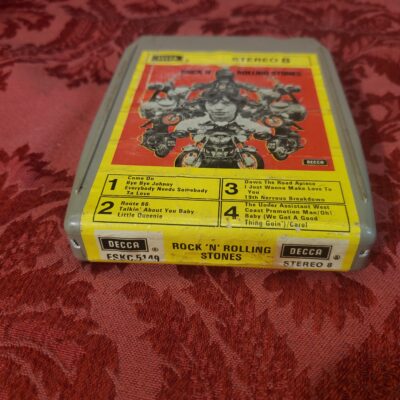 DECCA
STEREO 8
ROCK 'N' ROLLING STONES
DECCA
1 Come On
Bye Bye Johnny
Everybody Needs Somebody
To Love
2 Route 66
Talkin' About You Baby
Little Queenie
3 Down The Road Apiece
I Just Wanna Make Love To
You
19th Nervous Breakdown
4 The Under Assistant West
Coast Promotion Man/Oh!
Baby (We Got A Good
Thing Goin')/Carol
DECCA ®
ESKC 5149
ROCK 'N' ROLLING
STONES
DECCA ®
STEREO 8